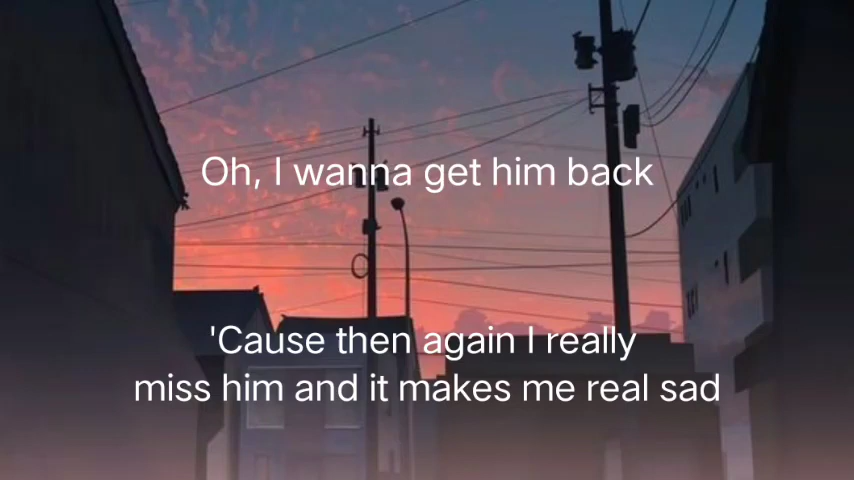 Oh, I wanna get him back
'Cause then again I really
miss him and it makes me real sad